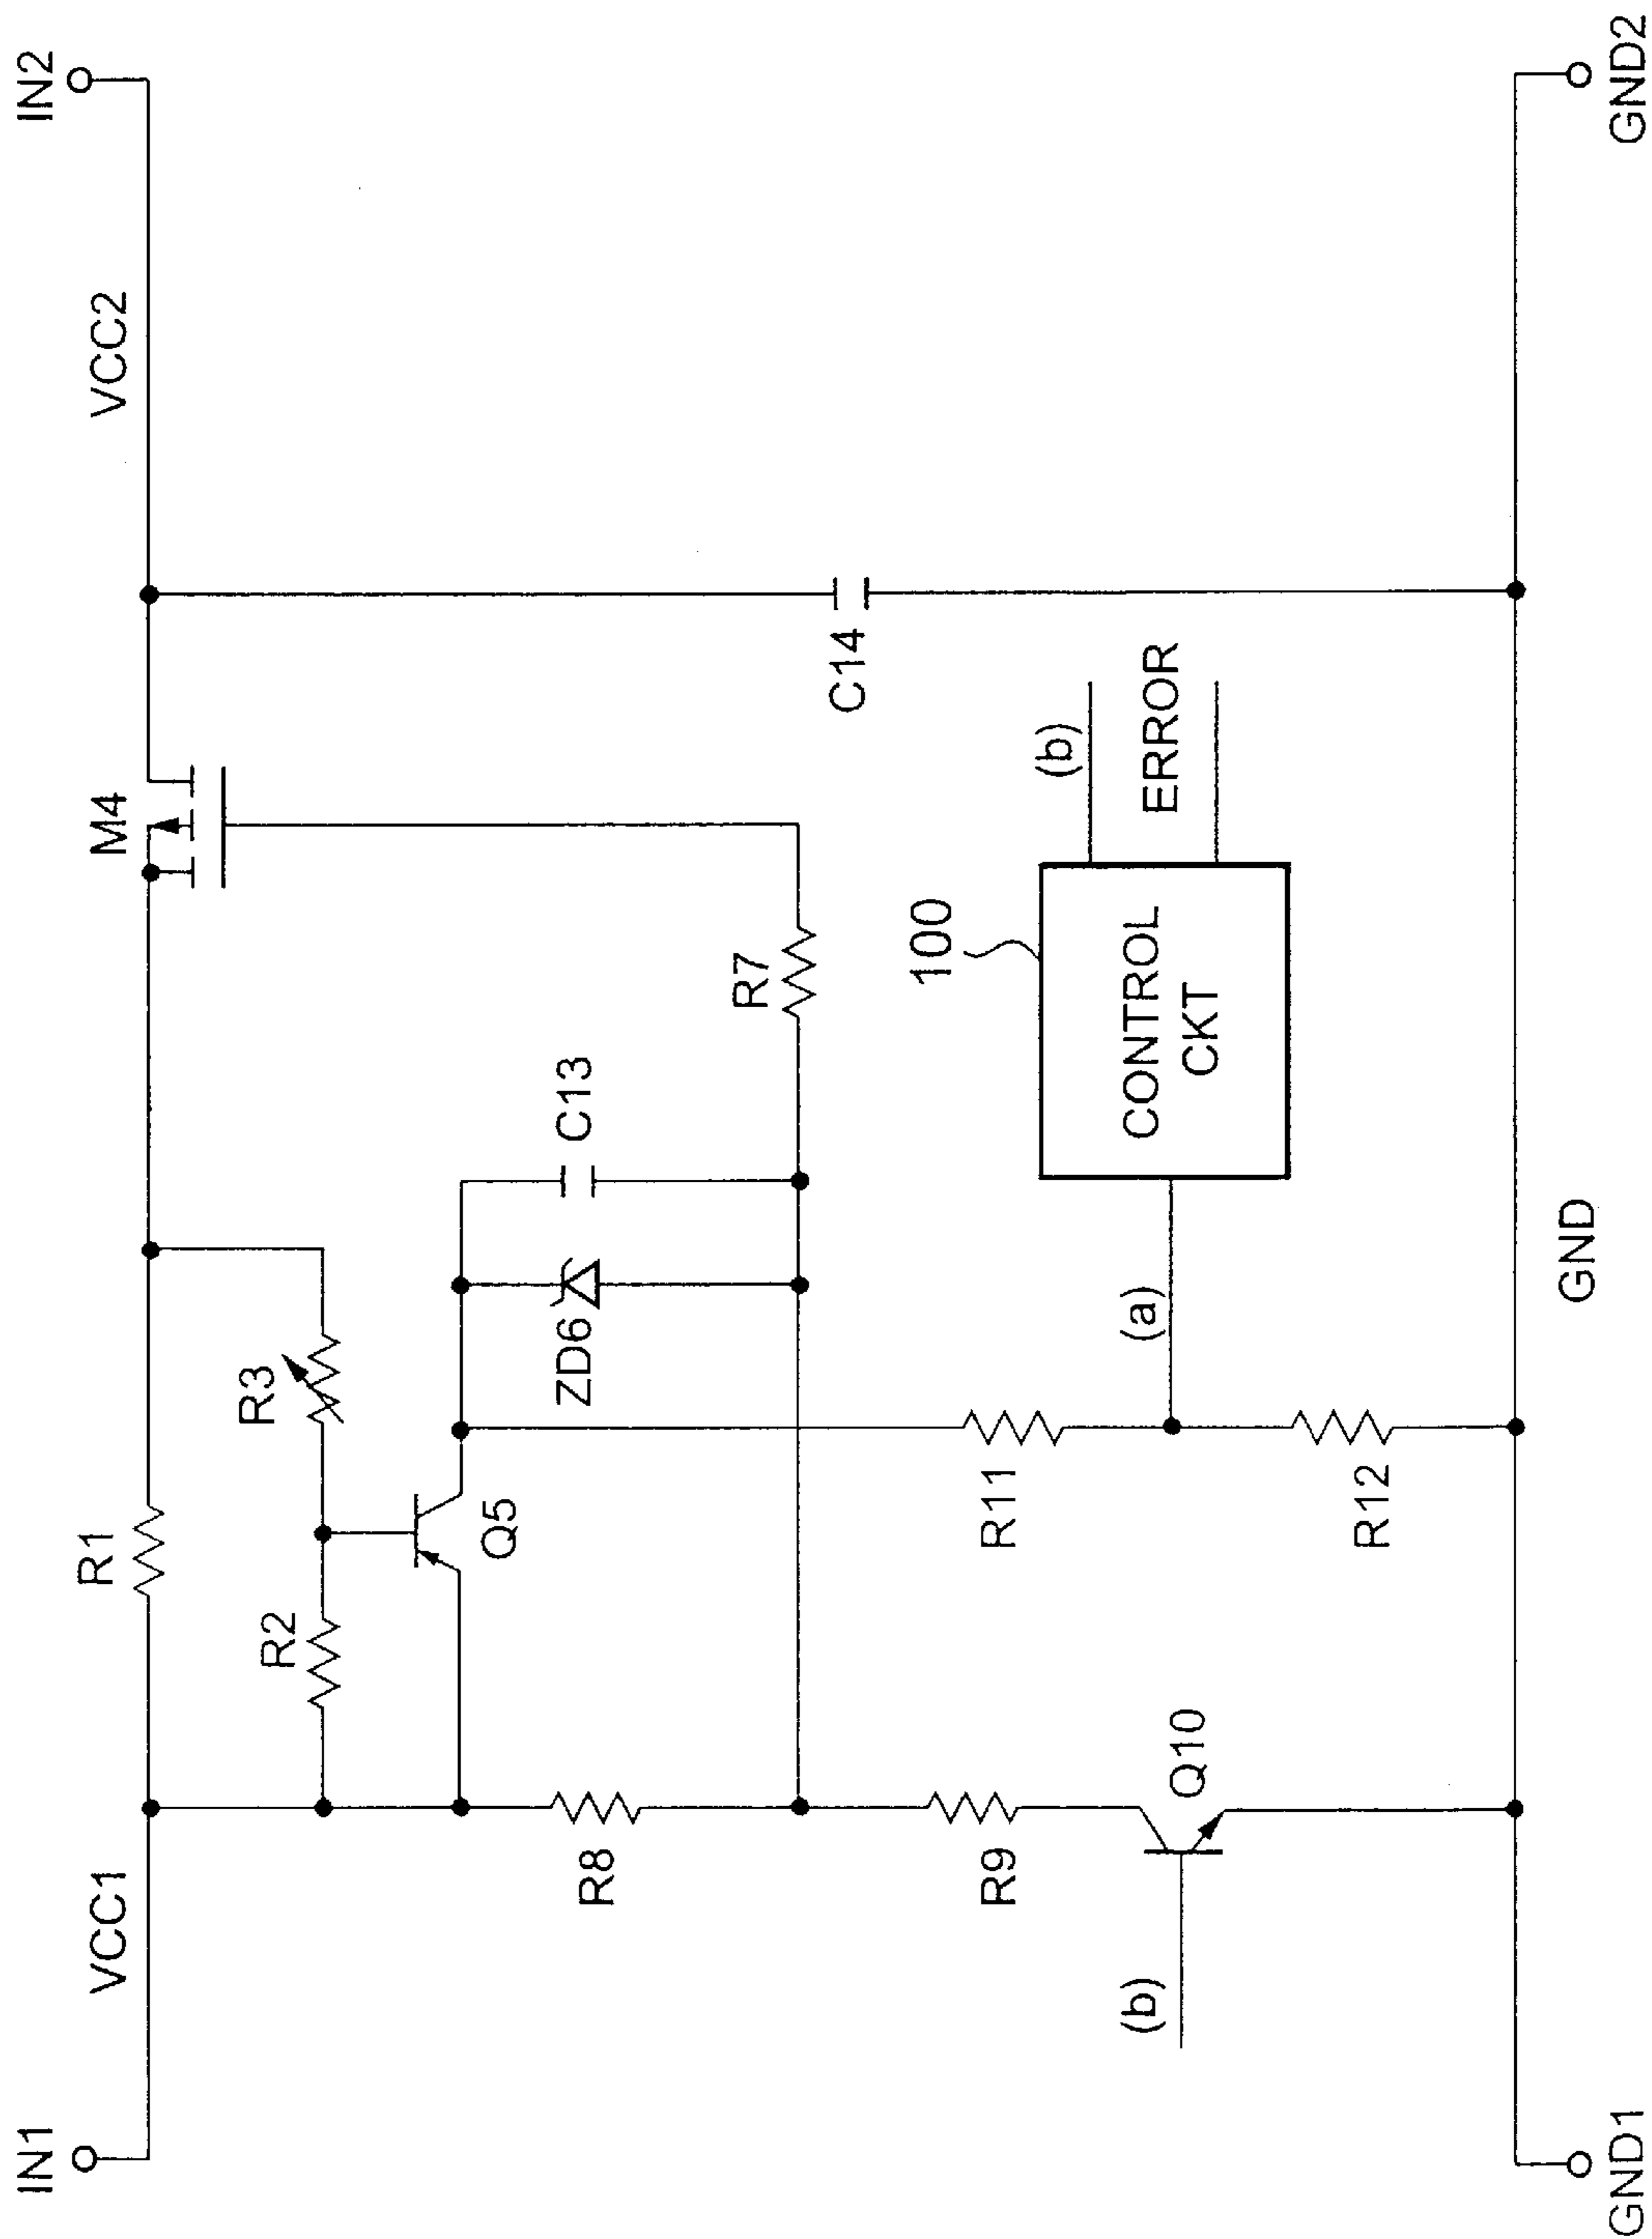 IN1
IN2
VCC1
VCC2
R1
M4
R2
R3
Q5
ZD6
C13
R7
C14
R8
R9
R11
R12
100
CONTROL
CKT
(a)
(b)
ERROR
(b)
Q10
GND
GND1
GND2